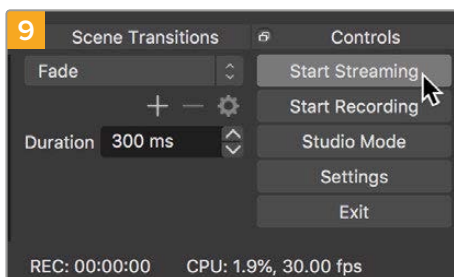 9
Scene Transitions
Controls
Fade
Start Streaming
Start Recording
Duration 300 ms
Studio Mode
Settings
Exit
REC: 00:00:00 CPU: 1.9%, 30.00 fps